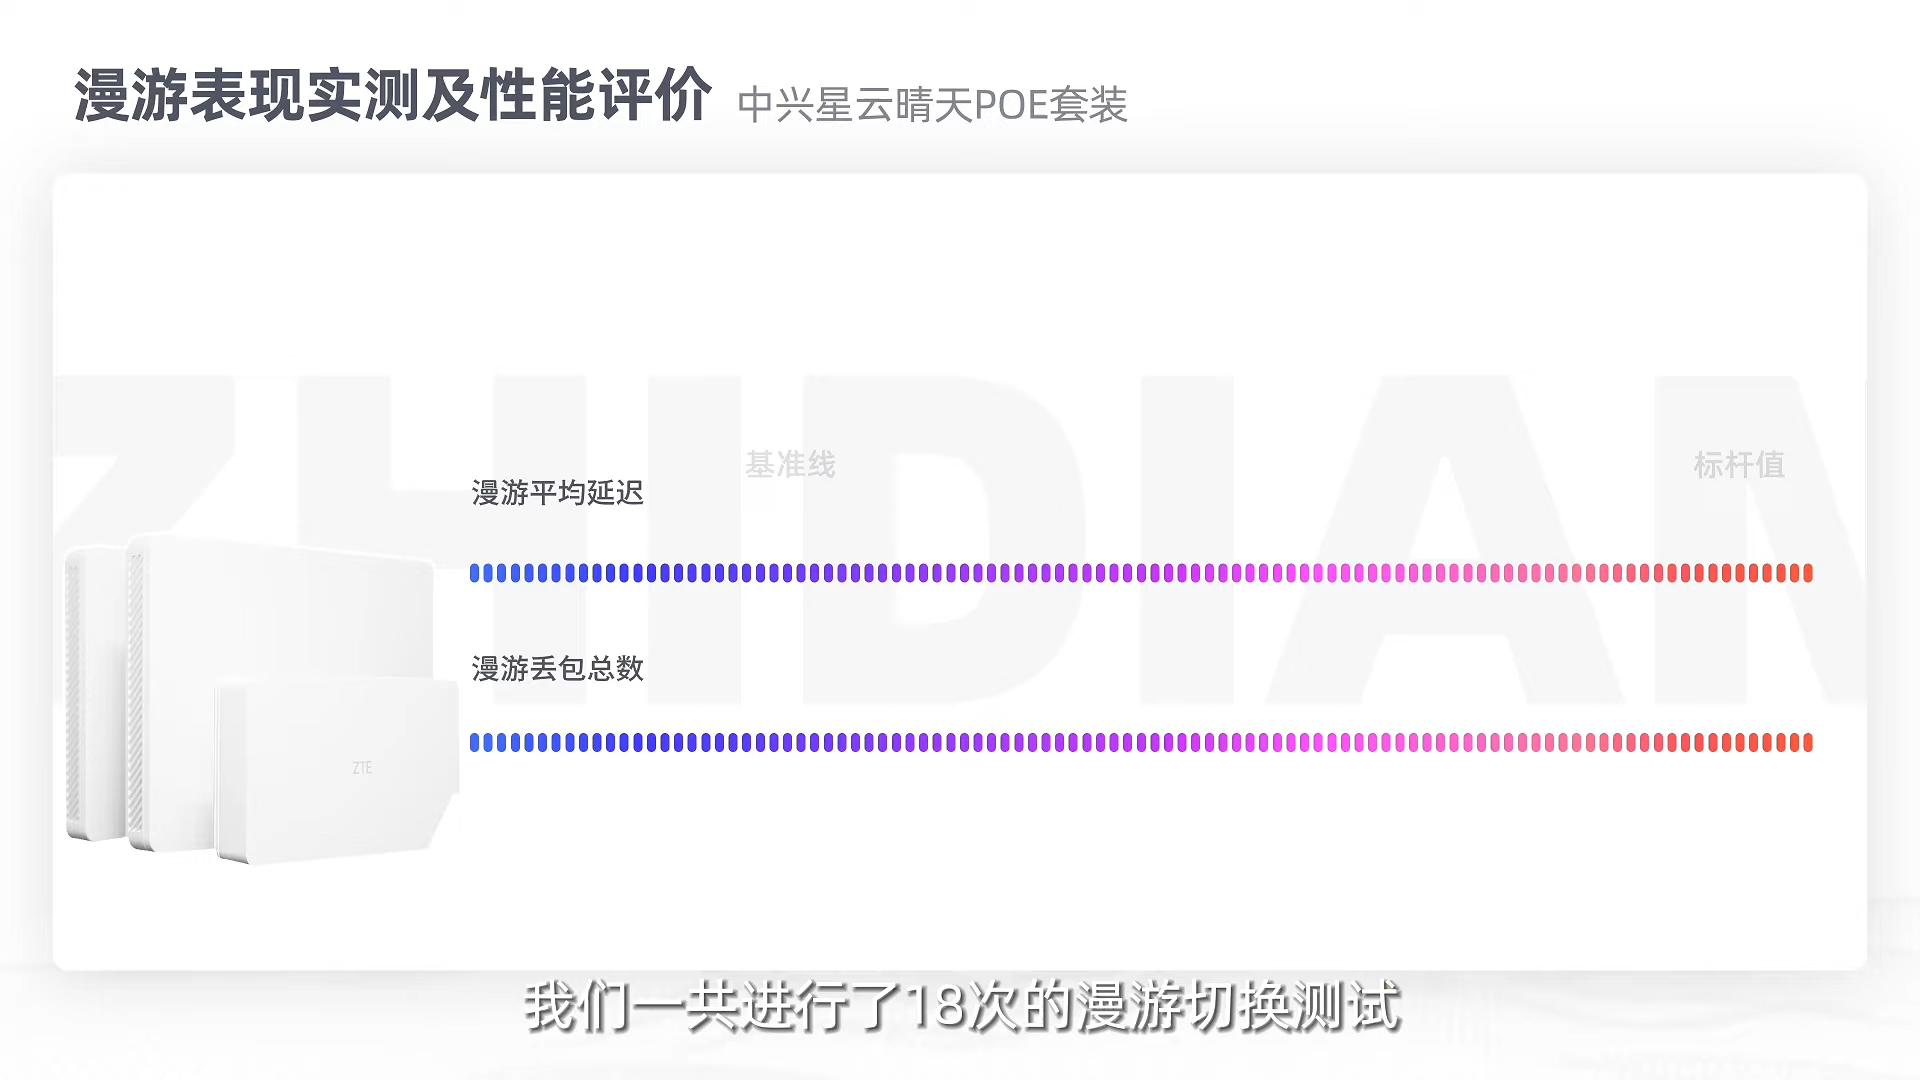 漫游表现实测及性能评价 中兴星云晴天POE套装
ZHIDIAN
基准线 标杆值
漫游平均延迟
漫游丢包总数
ZTE
我们一共进行了18次的漫游切换测试